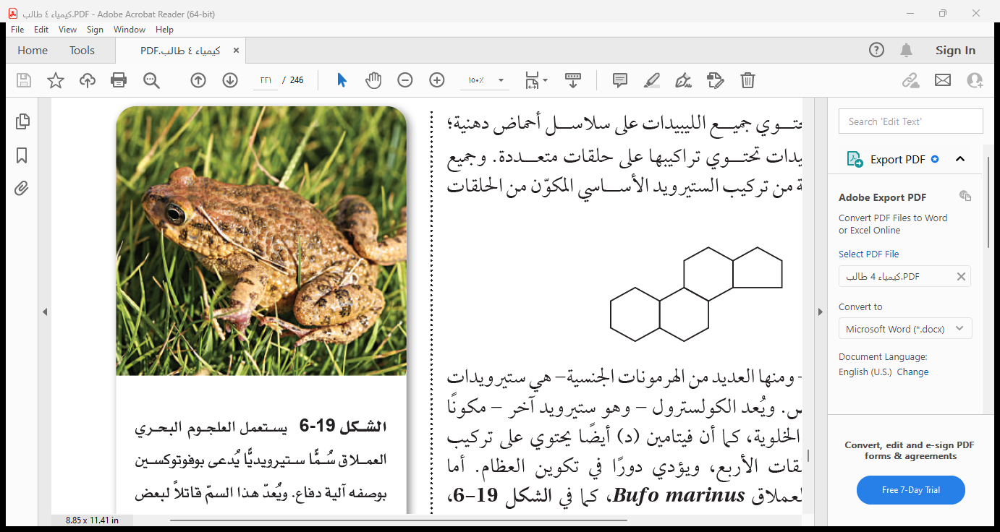 كيمياء ٤ طالب.PDF - Adobe Acrobat Reader (64-bit)
File Edit View Sign Window Help
Home Tools كيمياء ٤ طالب.PDF × Sign In
٢٢١ / 246 ١٥٠٪
حتوي جميع الليبيدات على سلاسل أحماض دهنية؛
يدات تحتوي تراكيبها على حلقات متعددة. وجميع
ة من تركيب الستيرويد الأساسي المكوّن من الحلقات
- ومنها العديد من الهرمونات الجنسية– هي ستيرويدات
ص. ويُعد الكولسترول – وهو ستيرويد آخر – مكونًا
الخلوية، كما أن فيتامين (د) أيضًا يحتوي على تركيب
لقات الأربع، ويؤدي دورًا في تكوين العظام. أما
لعملاق Bufo marinus، كما في الشكل 19–6،
الشكل 19-6 يستعمل العلجوم البحري
العملاق سُمًّا ستيرويديًّا يُدعى بوفوتوكسين
بوصفه آلية دفاع. ويُعدّ هذا السمّ قاتلاً لبعض
8.85 x 11.41 in
Search 'Edit Text'
Export PDF
Adobe Export PDF
Convert PDF Files to Word
or Excel Online
Select PDF File
كيمياء 4 طالب.PDF
Convert to
Microsoft Word (*.docx)
Document Language:
English (U.S.) Change
Convert, edit and e-sign PDF
forms & agreements
Free 7-Day Trial